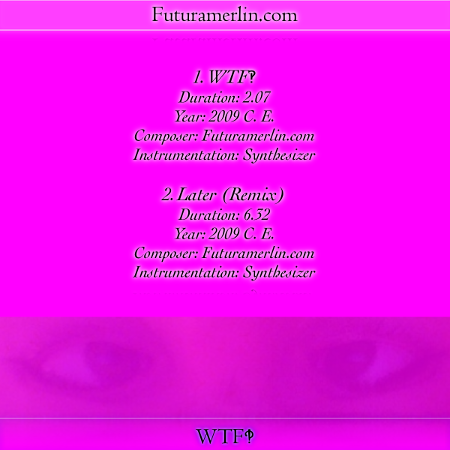 Futuramerlin.com
1. WTF‽
Duration: 2.07
Year: 2009 C. E.
Composer: Futuramerlin.com
Instrumentation: Synthesizer
2. Later (Remix)
Duration: 6.32
Year: 2009 C. E.
Composer: Futuramerlin.com
Instrumentation: Synthesizer
WTF‽